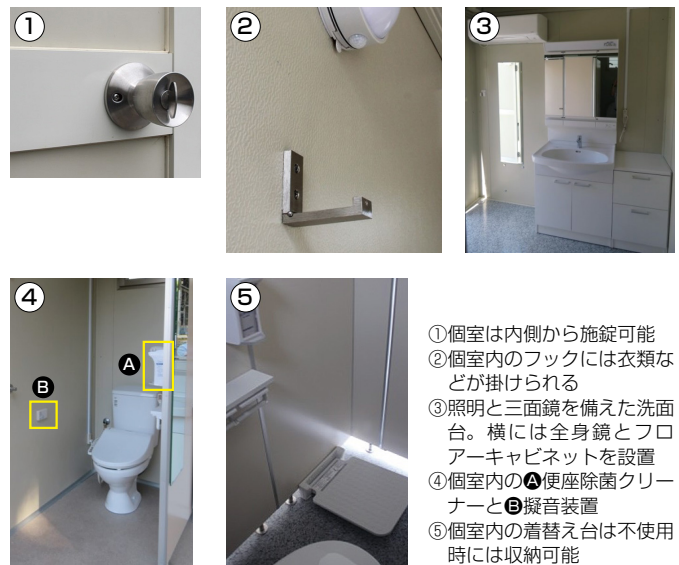 ①
②
③
④
A
B
⑤
①個室は内側から施錠可能
②個室内のフックには衣類な
どが掛けられる
③照明と三面鏡を備えた洗面
台。横には全身鏡とフロ
アーキャビネットを設置
④個室内のA便座除菌クリー
ナーとB擬音装置
⑤個室内の着替え台は不使用
時には収納可能